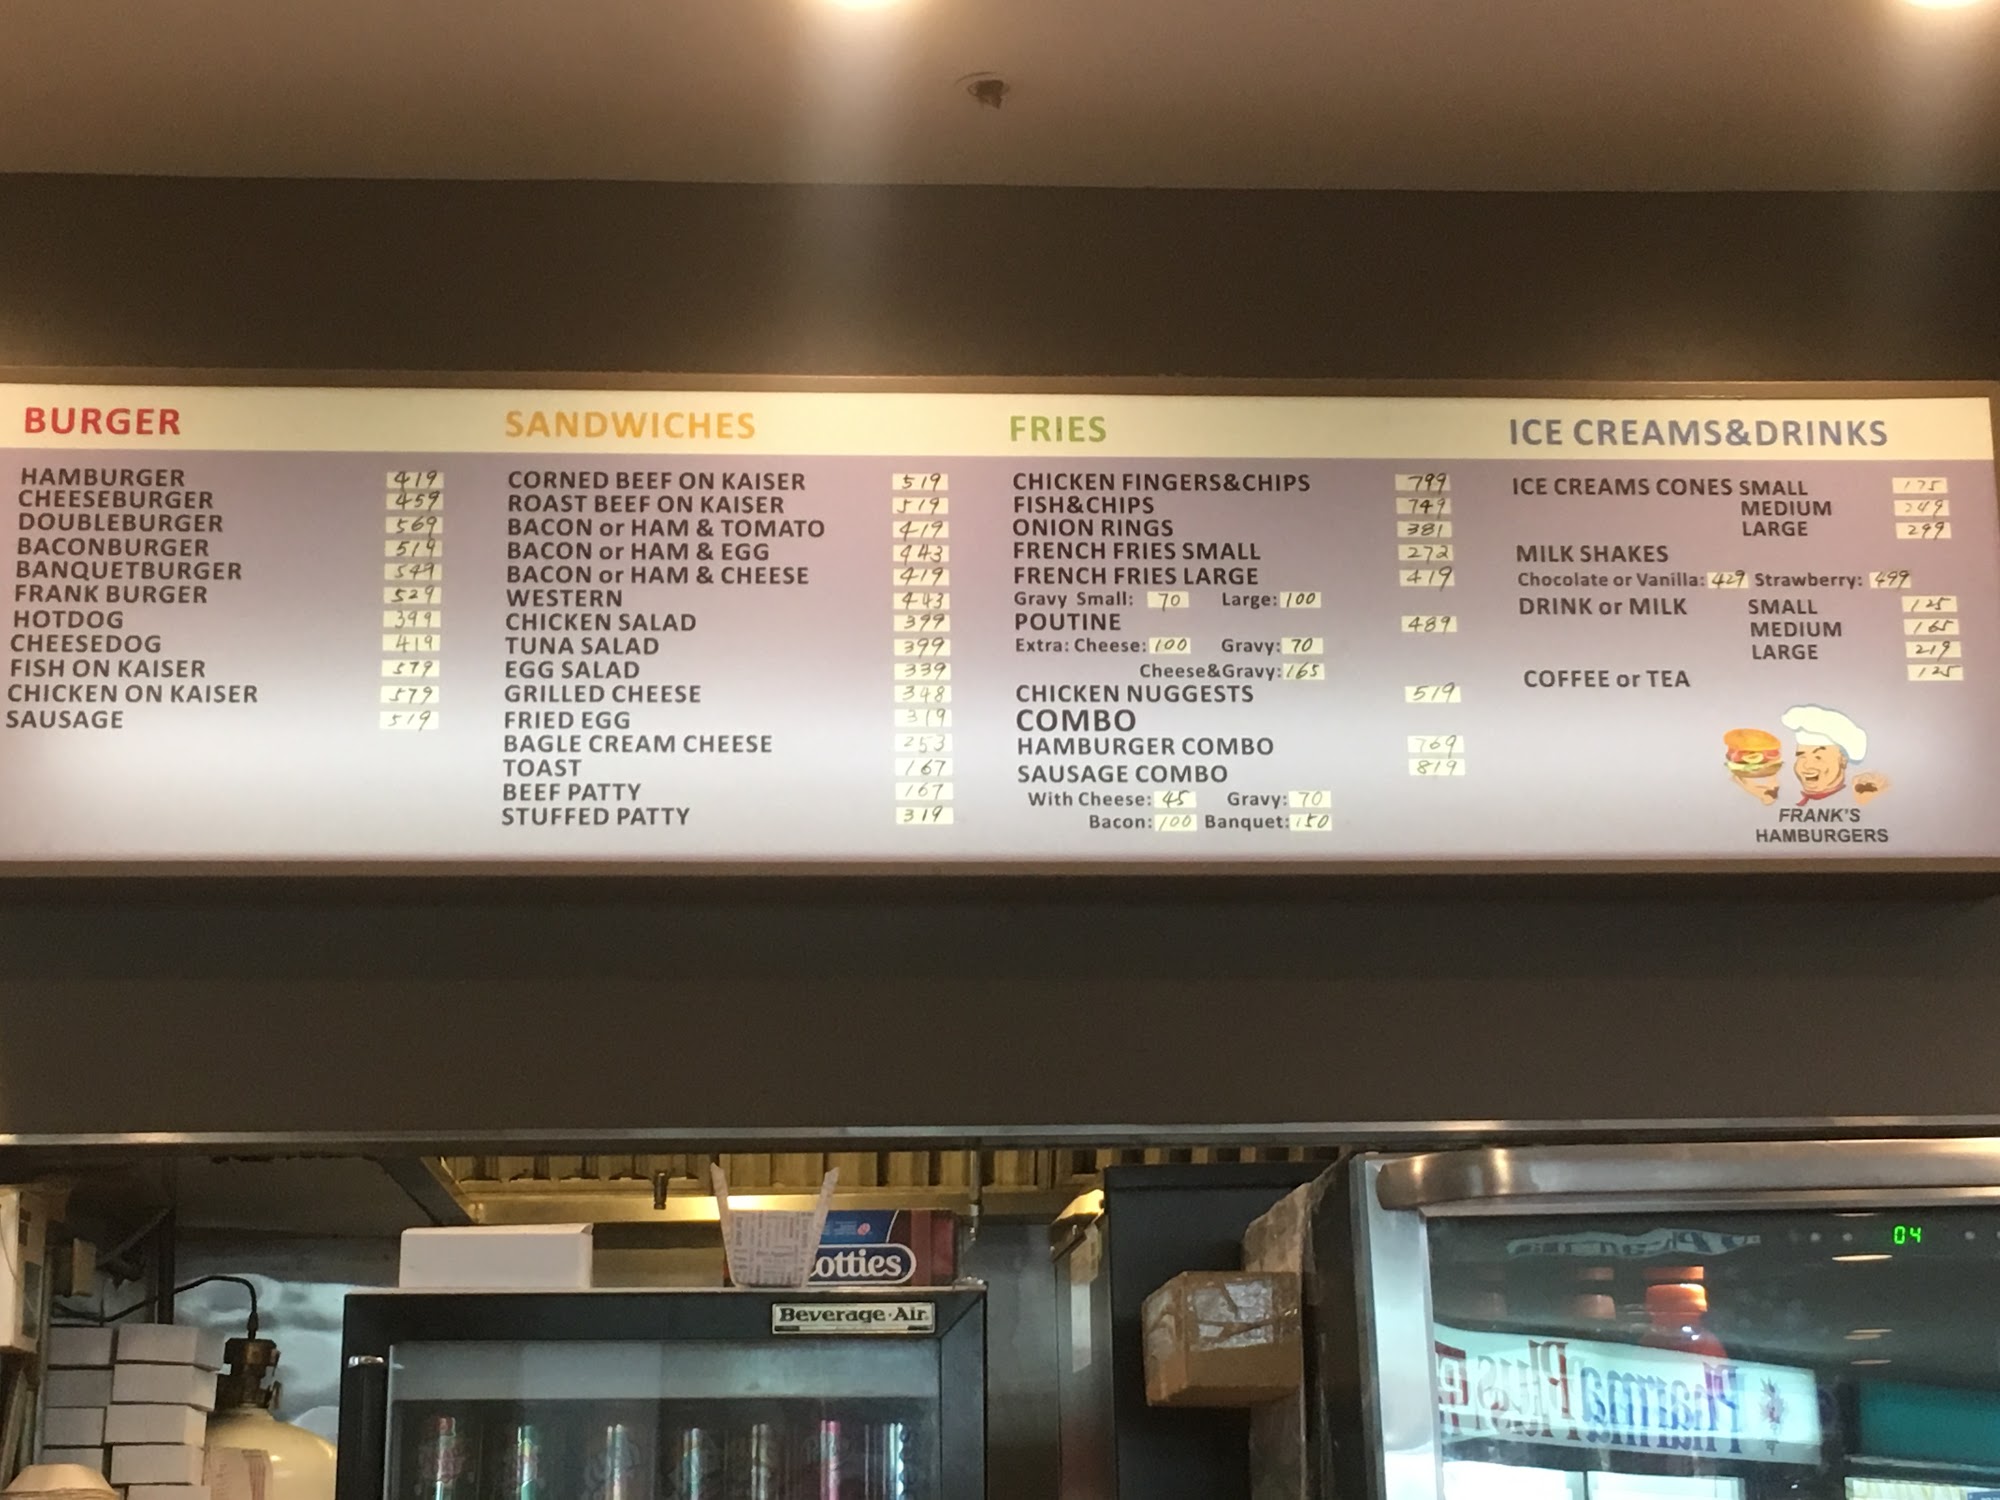 BURGER
HAMBURGER 419
CHEESEBURGER 459
DOUBLEBURGER 569
BACONBURGER 519
BANQUETBURGER 549
FRANK BURGER 529
HOTDOG 399
CHEESEDOG 419
FISH ON KAISER 579
CHICKEN ON KAISER 579
SAUSAGE 519
SANDWICHES
CORNED BEEF ON KAISER 519
ROAST BEEF ON KAISER 519
BACON or HAM & TOMATO 419
BACON or HAM & EGG 443
BACON or HAM & CHEESE 419
WESTERN 443
CHICKEN SALAD 399
TUNA SALAD 399
EGG SALAD 339
GRILLED CHEESE 348
FRIED EGG 319
BAGLE CREAM CHEESE 253
TOAST 167
BEEF PATTY 167
STUFFED PATTY 319
FRIES
CHICKEN FINGERS&CHIPS 799
FISH&CHIPS 749
ONION RINGS 381
FRENCH FRIES SMALL 272
FRENCH FRIES LARGE 419
Gravy Small: 70 Large: 100
POUTINE 489
Extra: Cheese: 100 Gravy: 70
Cheese&Gravy: 165
CHICKEN NUGGESTS 519
COMBO
HAMBURGER COMBO 769
SAUSAGE COMBO 819
With Cheese: 45 Gravy: 70
Bacon: 100 Banquet: 150
ICE CREAMS&DRINKS
ICE CREAMS CONES SMALL 175
MEDIUM 249
LARGE 299
MILK SHAKES
Chocolate or Vanilla: 429 Strawberry: 499
DRINK or MILK SMALL 125
MEDIUM 165
LARGE 219
COFFEE or TEA 125
FRANK'S
HAMBURGERS
otties
Beverage-Air
04
Pharma Plus